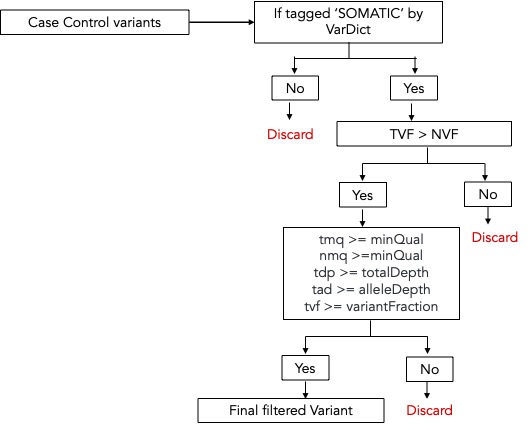 Case Control variants
If tagged ‘SOMATIC’ by
VarDict
No
Yes
Discard
TVF > NVF
Yes
No
Discard
tmq >= minQual
nmq >=minQual
tdp >= totalDepth
tad >= alleleDepth
tvf >= variantFraction
Yes
No
Final filtered Variant
Discard